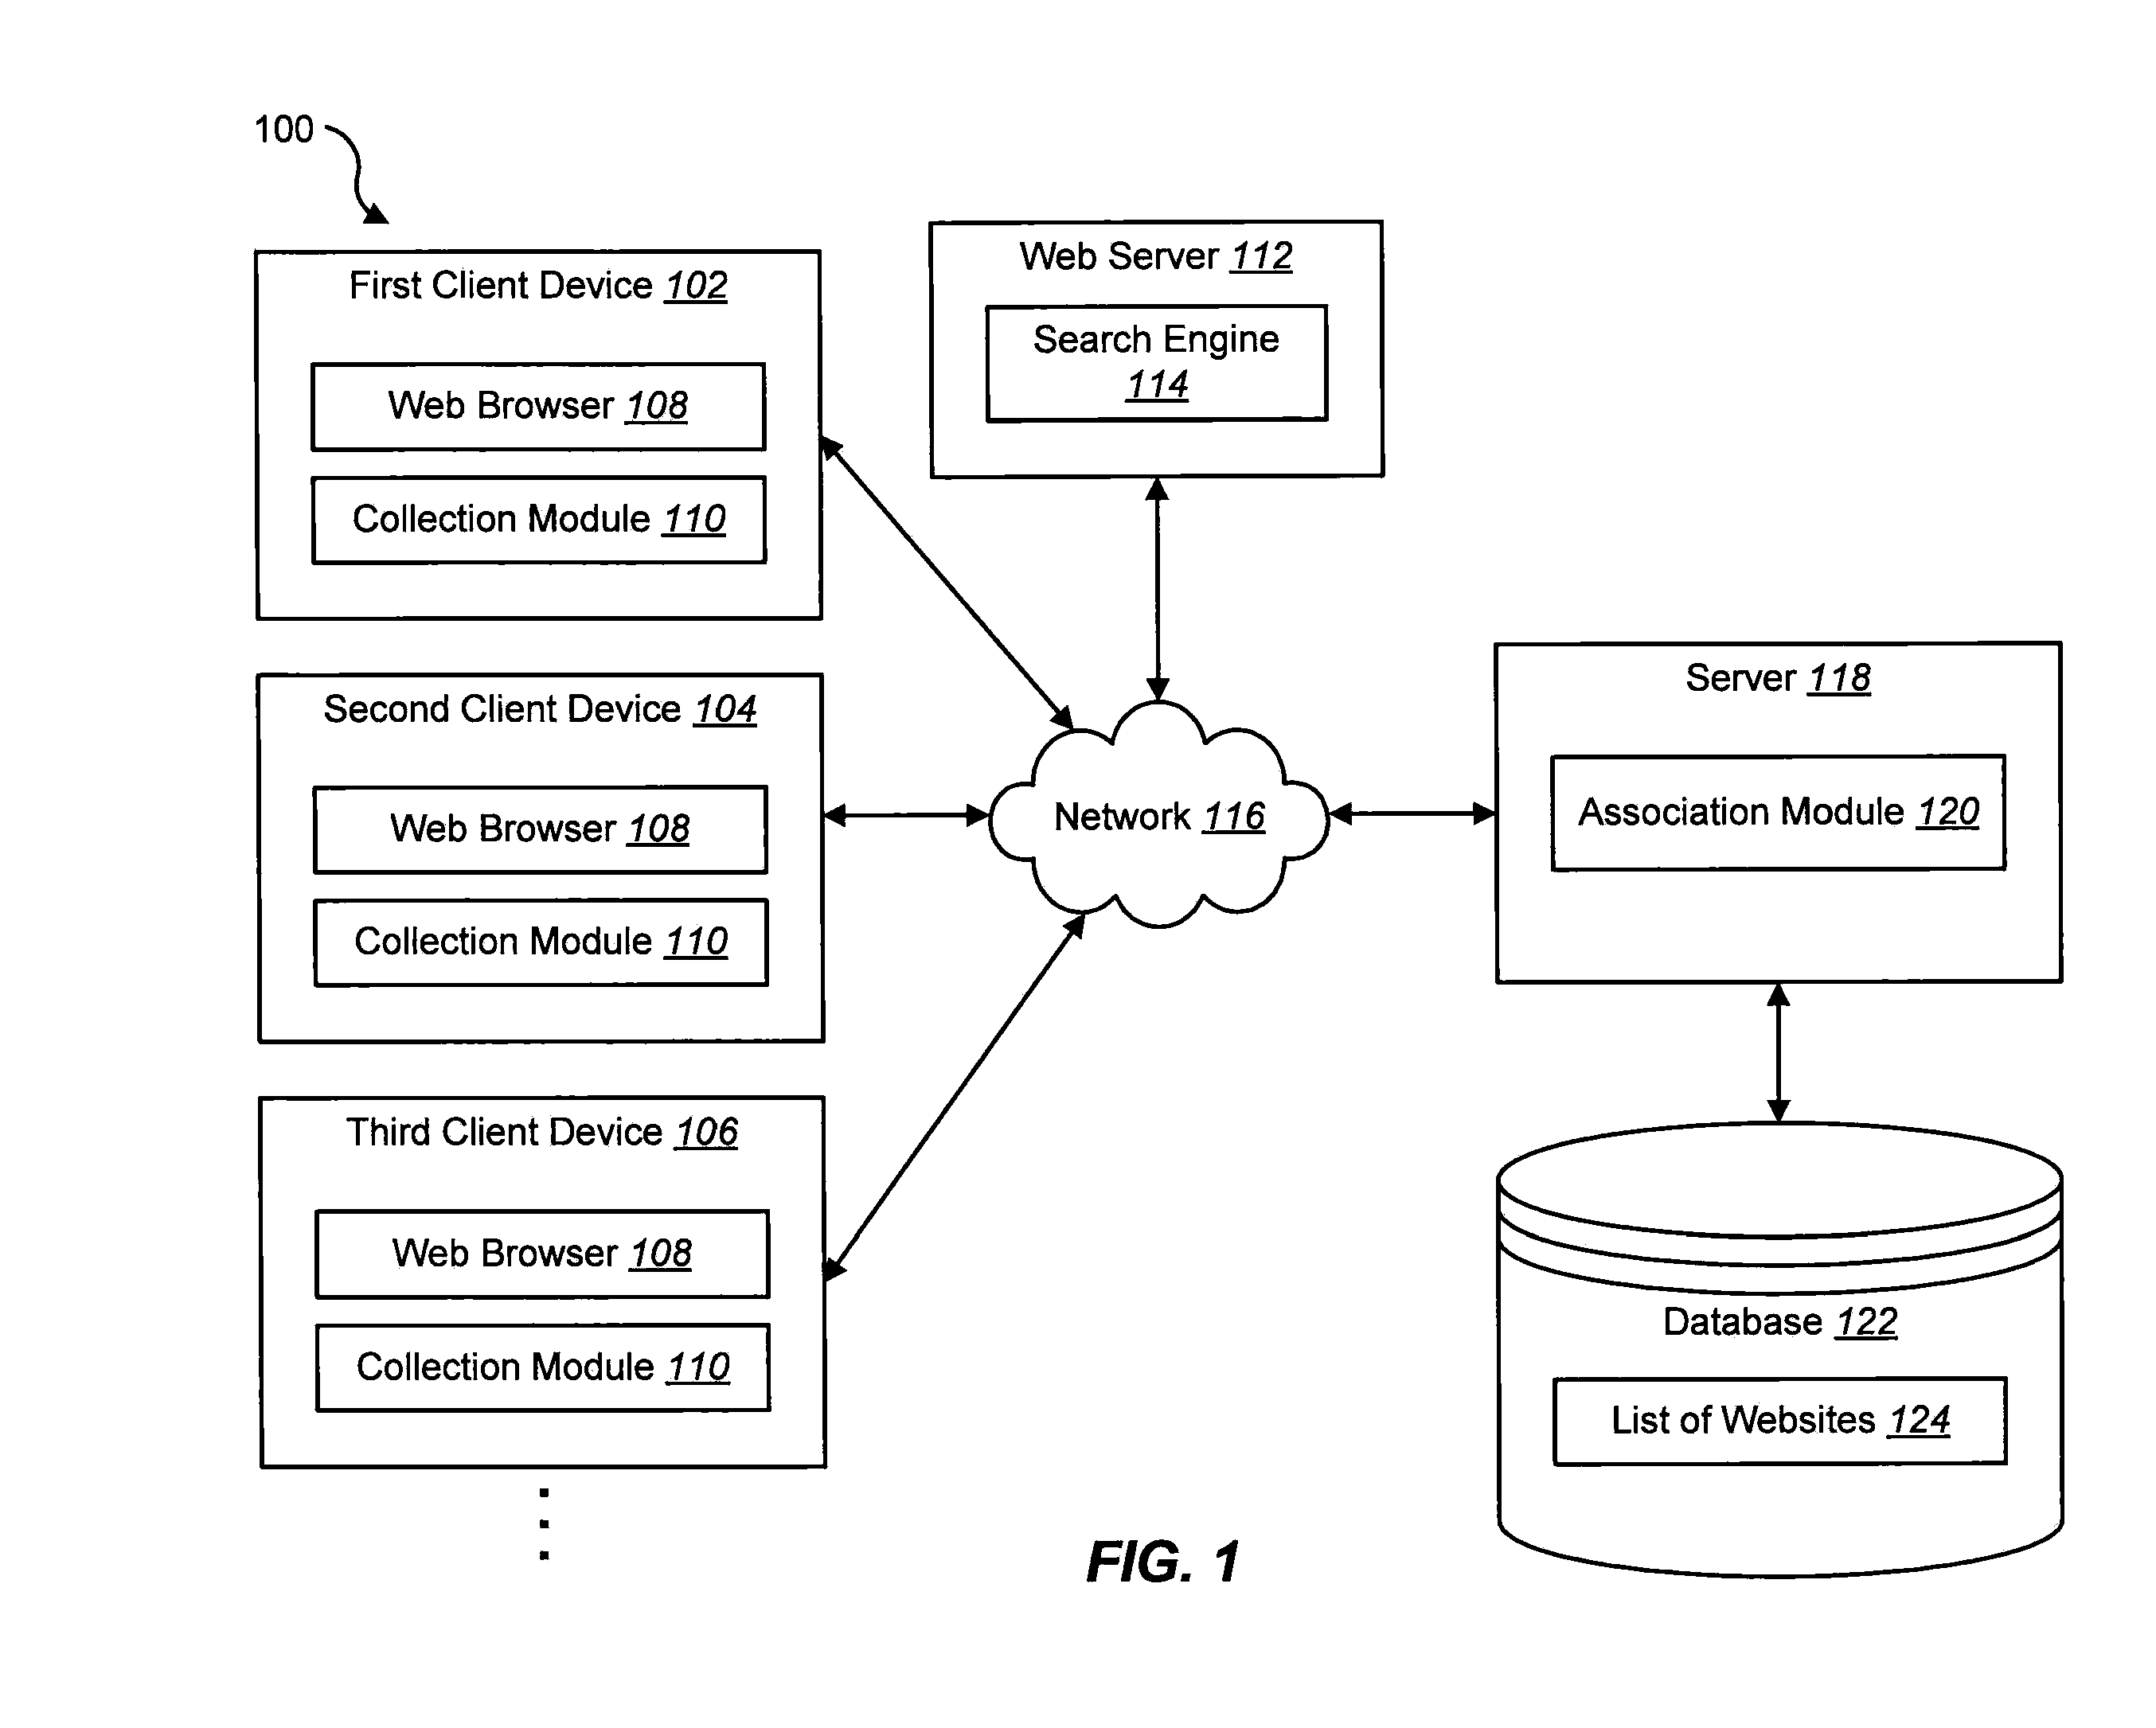 100
First Client Device 102
Web Browser 108
Collection Module 110
Web Server 112
Search Engine
114
Second Client Device 104
Web Browser 108
Collection Module 110
Network 116
Server 118
Association Module 120
Third Client Device 106
Web Browser 108
Collection Module 110
Database 122
List of Websites 124
FIG. 1